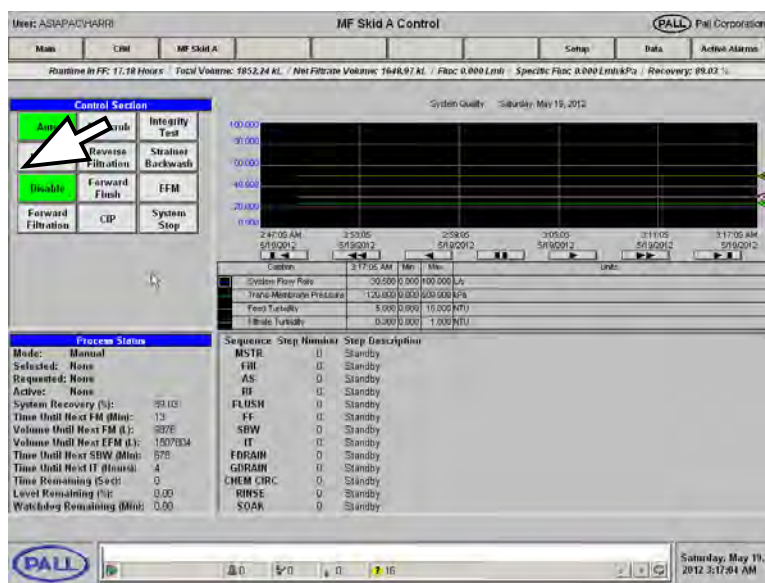 User: ASIAPAC\HARRI MF Skid A Control PALL Pall Corporation
Main CIM MF Skid A Setup Data Active Alarms
Runtime in FF: 17.18 Hours / Total Volume: 1852.24 kL / Net Filtrate Volume: 1648.97 kL / Flux: 0.000 Lmh / Specific Flux: 0.000 Lmh/kPa / Recovery: 89.03 %
Control Section
System Quality Saturday, May 19, 2012
Integrity Test
Reverse Filtration Strainer Backwash
Disable Forward Flush EFM
Forward Filtration CIP System Stop
100.000
80.000
60.000
40.000
20.000
0.000
2:47:05 AM 2:53:05 2:59:05 3:05:05 3:11:05 3:17:05 AM
5/19/2012 5/19/2012 5/19/2012 5/19/2012 5/19/2012 5/19/2012
Caption 3:17:05 AM Min Max Units
System Flow Rate 30.500 0.000 100.000 L/s
Trans-Membrane Pressure 120.000 0.000 kPa
Feed Turbidity 5.000 0.000 10.000 NTU
Filtrate Turbidity 0.300 0.000 1.000 NTU
Process Status
Mode: Manual
Selected: None
Requested: None
Active: None
System Recovery (%): 89.03
Time Until Next FM (Min): 13
Volume Until Next FM (L): 9876
Volume Until Next EFM (L): 1507804
Time Until Next SBW (Min): 678
Time Until Next IT (Hours): 4
Time Remaining (Sec): 0
Level Remaining (%): 0.00
Watchdog Remaining (Min): 0.00
Sequence Step Number Step Description
MSTR 0 Standby
Fill 0 Standby
AS 0 Standby
RF 0 Standby
FLUSH 0 Standby
FF 0 Standby
SBW 0 Standby
IT 0 Standby
FDRAIN 0 Standby
GDRAIN 0 Standby
CHEM CIRC 0 Standby
RINSE 0 Standby
SOAK 0 Standby
PALL 0 0 0 16
Saturday, May 19, 2012 3:17:04 AM